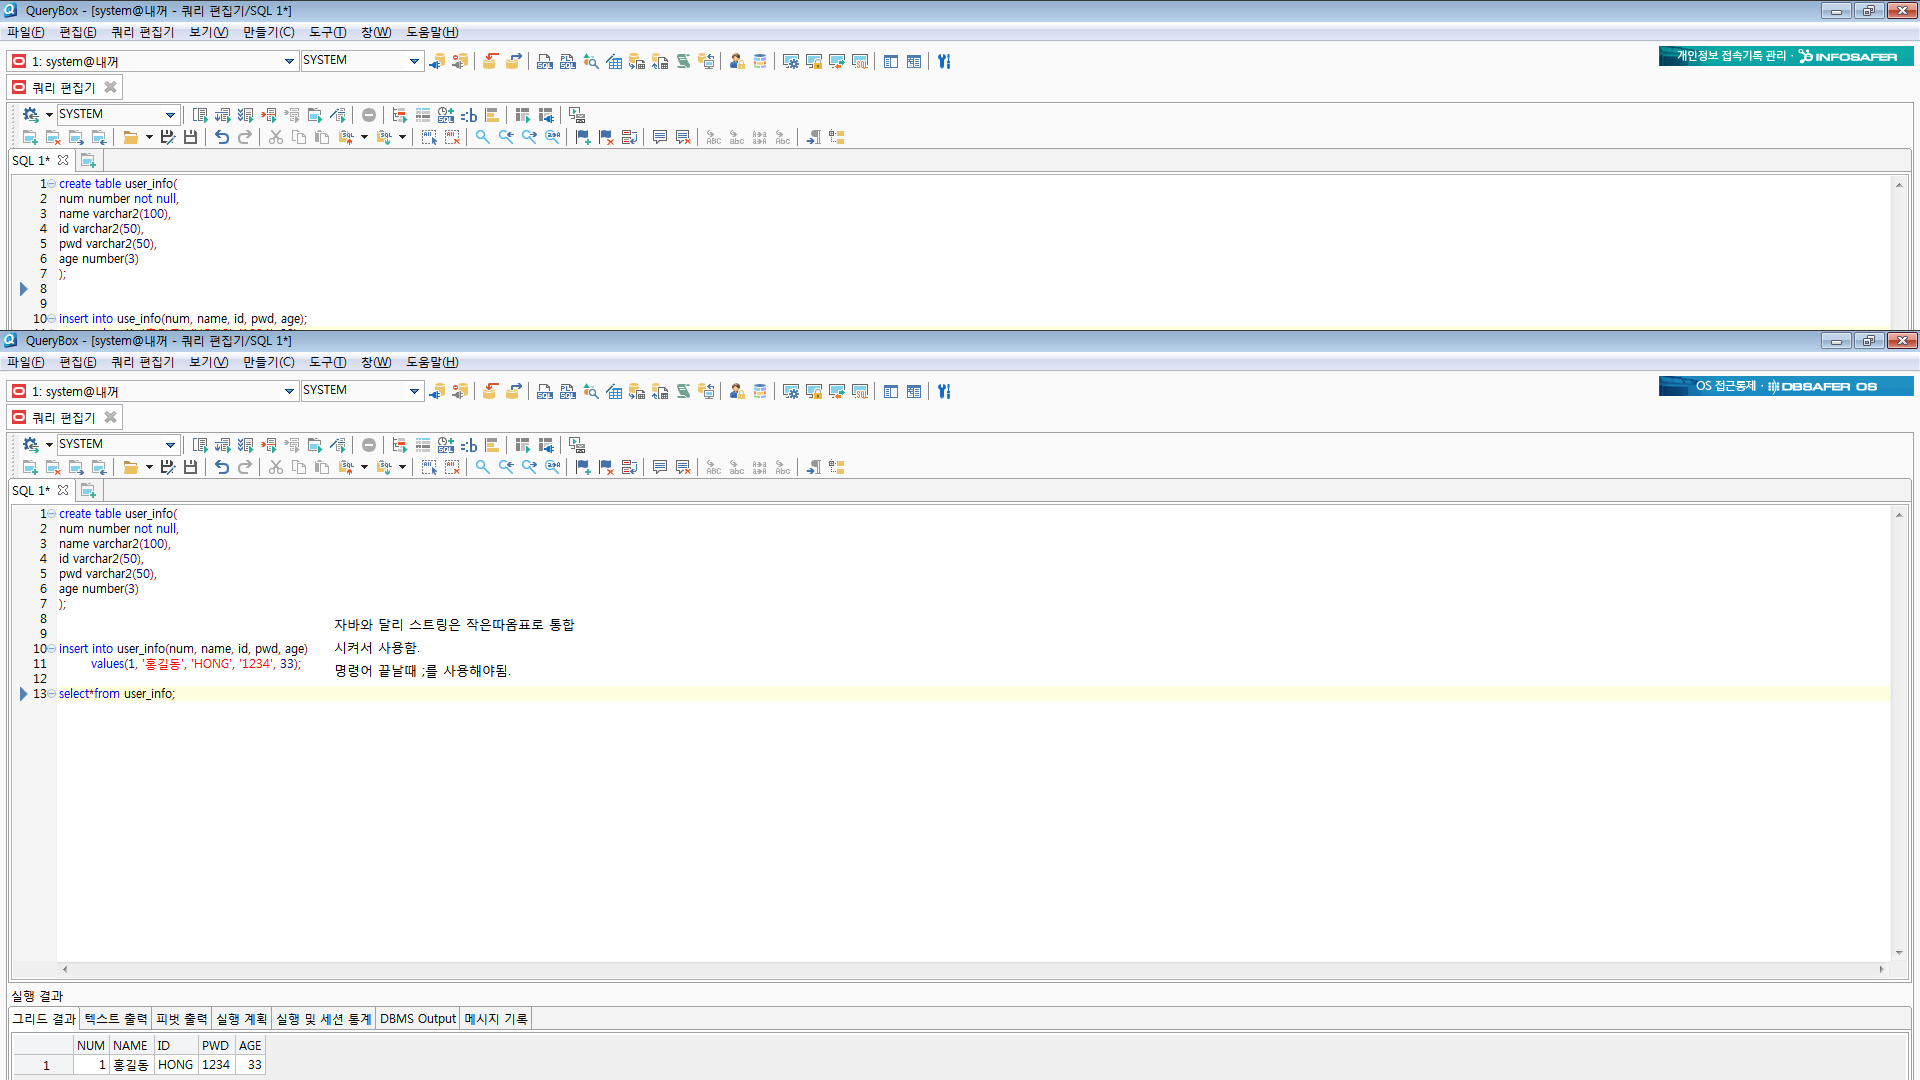 QueryBox - [system@내꺼 - 쿼리 편집기/SQL 1*]
파일(F) 편집(E) 쿼리 편집기 보기(V) 만들기(C) 도구(T) 창(W) 도움말(H)
1: system@내꺼 SYSTEM
개인정보 접속기록 관리 · INFOSAFER
쿼리 편집기
SYSTEM
SQL 1*
1 create table user_info(
2 num number not null,
3 name varchar2(100),
4 id varchar2(50),
5 pwd varchar2(50),
6 age number(3)
7 );
8
9
10 insert into use_info(num, name, id, pwd, age);
QueryBox - [system@내꺼 - 쿼리 편집기/SQL 1*]
파일(F) 편집(E) 쿼리 편집기 보기(V) 만들기(C) 도구(T) 창(W) 도움말(H)
1: system@내꺼 SYSTEM
OS 접근통제 · DBSAFER OS
쿼리 편집기
SYSTEM
SQL 1*
1 create table user_info(
2 num number not null,
3 name varchar2(100),
4 id varchar2(50),
5 pwd varchar2(50),
6 age number(3)
7 );
8
9
자바와 달리 스트링은 작은따옴표로 통합
시켜서 사용함.
명령어 끝날때 ;를 사용해야됨.
10 insert into user_info(num, name, id, pwd, age)
11 values(1, '홍길동', 'HONG', '1234', 33);
12
13 select*from user_info;
실행 결과
그리드 결과 텍스트 출력 피벗 출력 실행 계획 실행 및 세션 통계 DBMS Output 메시지 기록
NUM NAME ID PWD AGE
1 1 홍길동 HONG 1234 33